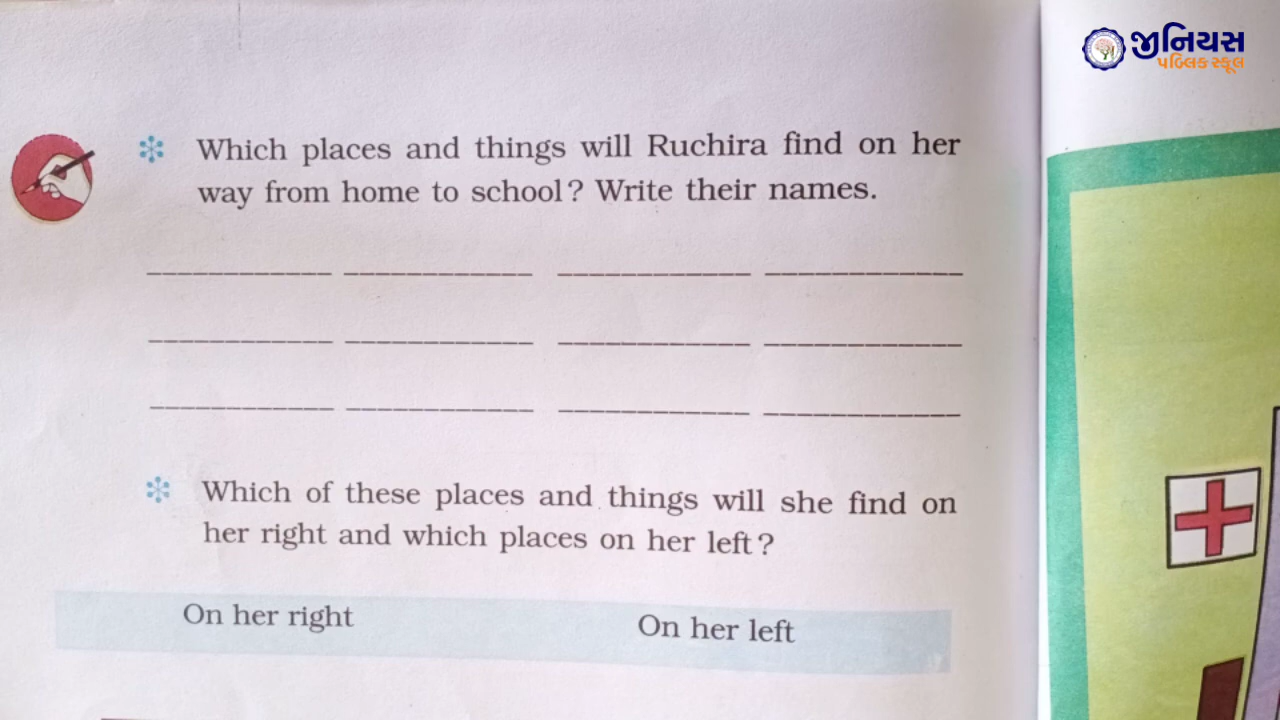 જીનિયસ
પબ્લિક સ્કૂલ
Which places and things will Ruchira find on her
way from home to school? Write their names.
Which of these places and things will she find on
her right and which places on her left?
On her right On her left